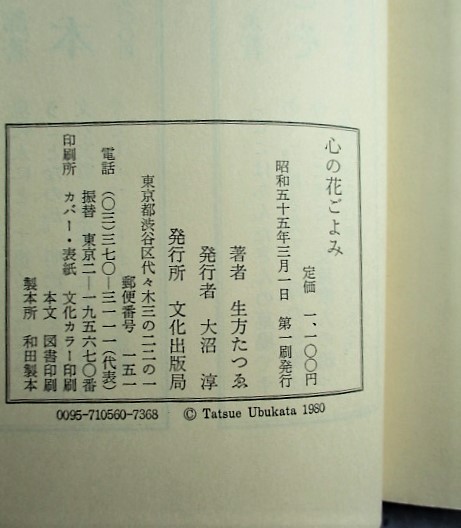 心の花ごよみ
定価 一、一〇〇円
昭和五十五年三月一日 第一刷発行
著者 生方たつゑ
発行者 大沼 淳
発行所 文化出版局
東京都渋谷区代々木三の二二の一
郵便番号 一五一
電話 (〇三)三七〇―三一一一(代表)
振替 東京二―一九五六七〇番
印刷所 カバー・表紙 文化カラー印刷
本文 図書印刷
製本所 和田製本
0095-710560-7368 © Tatsue Ubukata 1980